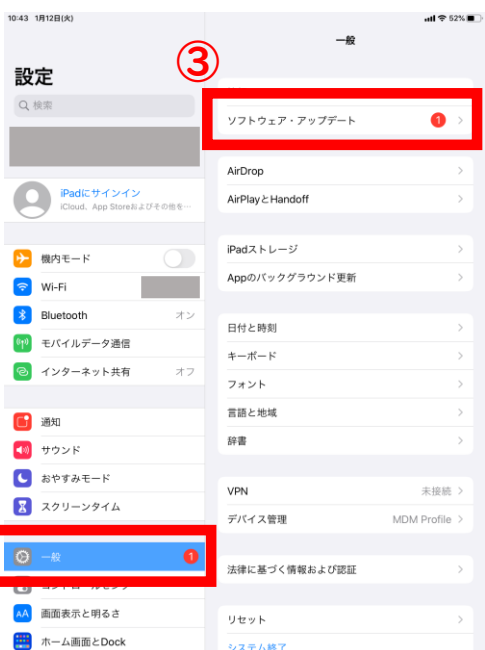 10:43 1月12日(火)
52%
一般
③
設定
検索
ソフトウェア・アップデート 1
AirDrop
iPadにサインイン
iCloud、App Storeおよびその他を…
AirPlayとHandoff
iPadストレージ
機内モード
Appのバックグラウンド更新
Wi-Fi
Bluetooth オン
日付と時刻
モバイルデータ通信
キーボード
インターネット共有 オフ
フォント
言語と地域
通知
辞書
サウンド
おやすみモード
VPN 未接続
スクリーンタイム
デバイス管理 MDM Profile
一般 1
法律に基づく情報および認証
AA 画面表示と明るさ
リセット
ホーム画面とDock
システム終了